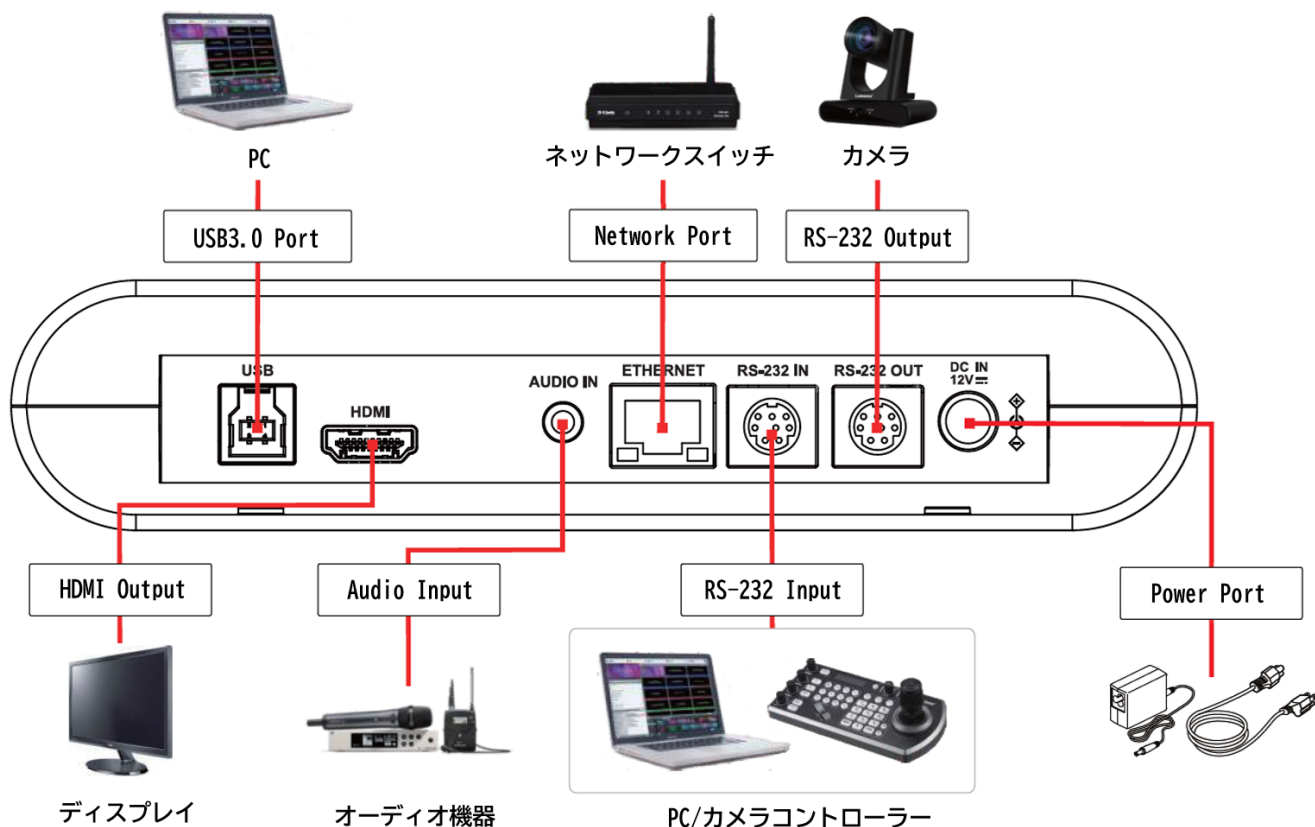 PC
ネットワークスイッチ
カメラ
USB3.0 Port
Network Port
RS-232 Output
USB
HDMI
AUDIO IN
ETHERNET
RS-232 IN
RS-232 OUT
DC IN
12V
HDMI Output
Audio Input
RS-232 Input
Power Port
ディスプレイ
オーディオ機器
PC/カメラコントローラー
D-Link